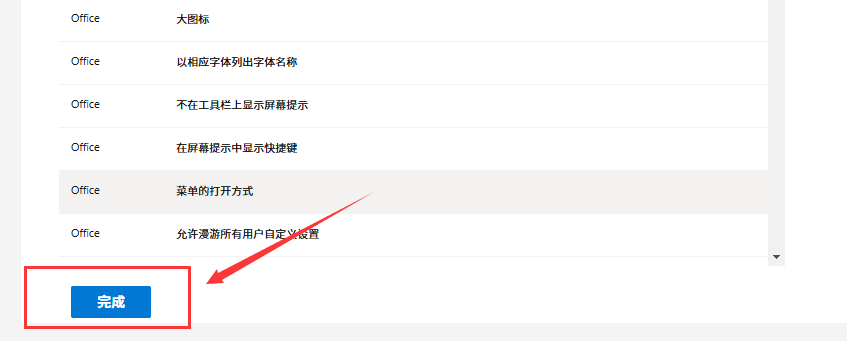 Office 大图标
Office 以相应字体列出字体名称
Office 不在工具栏上显示屏幕提示
Office 在屏幕提示中显示快捷键
Office 菜单的打开方式
Office 允许漫游所有用户自定义设置
完成